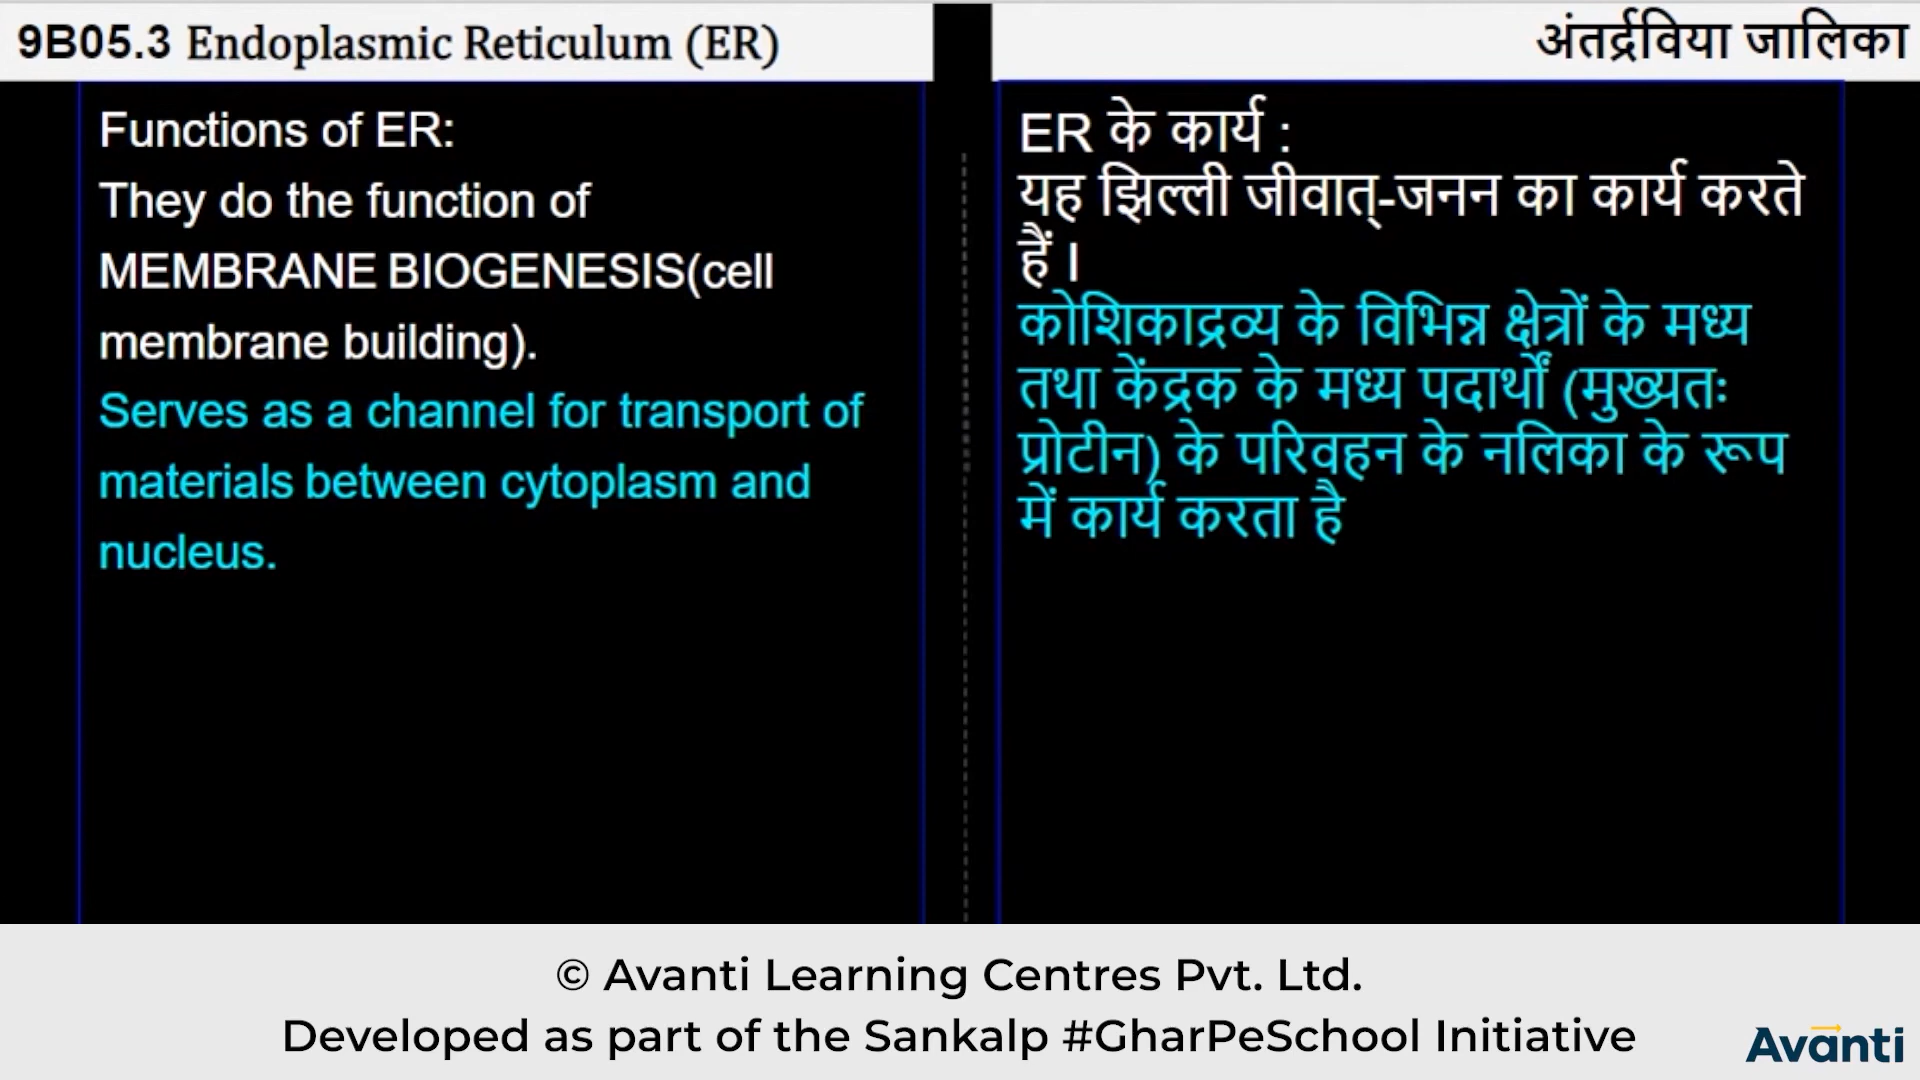 9B05.3 Endoplasmic Reticulum (ER)
अंतर्द्रविया जालिका
Functions of ER:
They do the function of
MEMBRANE BIOGENESIS(cell
membrane building).
Serves as a channel for transport of
materials between cytoplasm and
nucleus.
ER के कार्य :
यह झिल्ली जीवात्-जनन का कार्य करते
हैं ।
कोशिकाद्रव्य के विभिन्न क्षेत्रों के मध्य
तथा केंद्रक के मध्य पदार्थों (मुख्यतः
प्रोटीन) के परिवहन के नलिका के रूप
में कार्य करता है
© Avanti Learning Centres Pvt. Ltd.
Developed as part of the Sankalp #GharPeSchool Initiative
Avanti